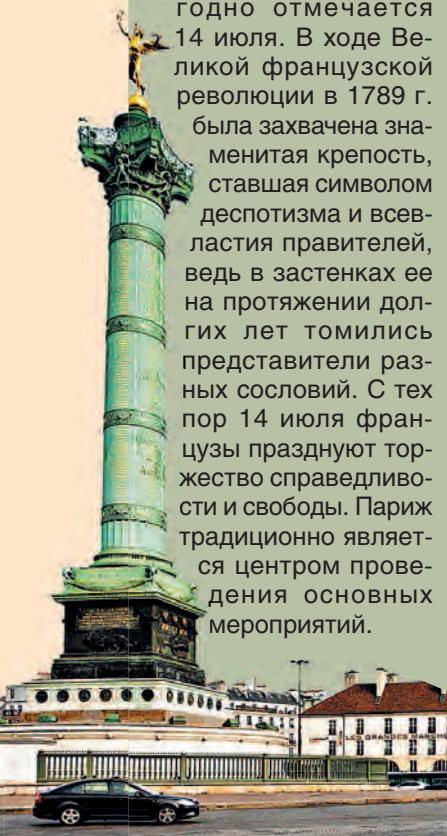 годно отмечается
14 июля. В ходе Ве-
ликой французской
революции в 1789 г.
была захвачена зна-
менитая крепость,
ставшая символом
деспотизма и всев-
ластия правителей,
ведь в застенках ее
на протяжении дол-
гих лет томились
представители раз-
ных сословий. С тех
пор 14 июля фран-
цузы празднуют тор-
жество справедливо-
сти и свободы. Париж
традиционно являет-
ся центром прове-
дения основных
мероприятий.
LES GRANDES MARCHES